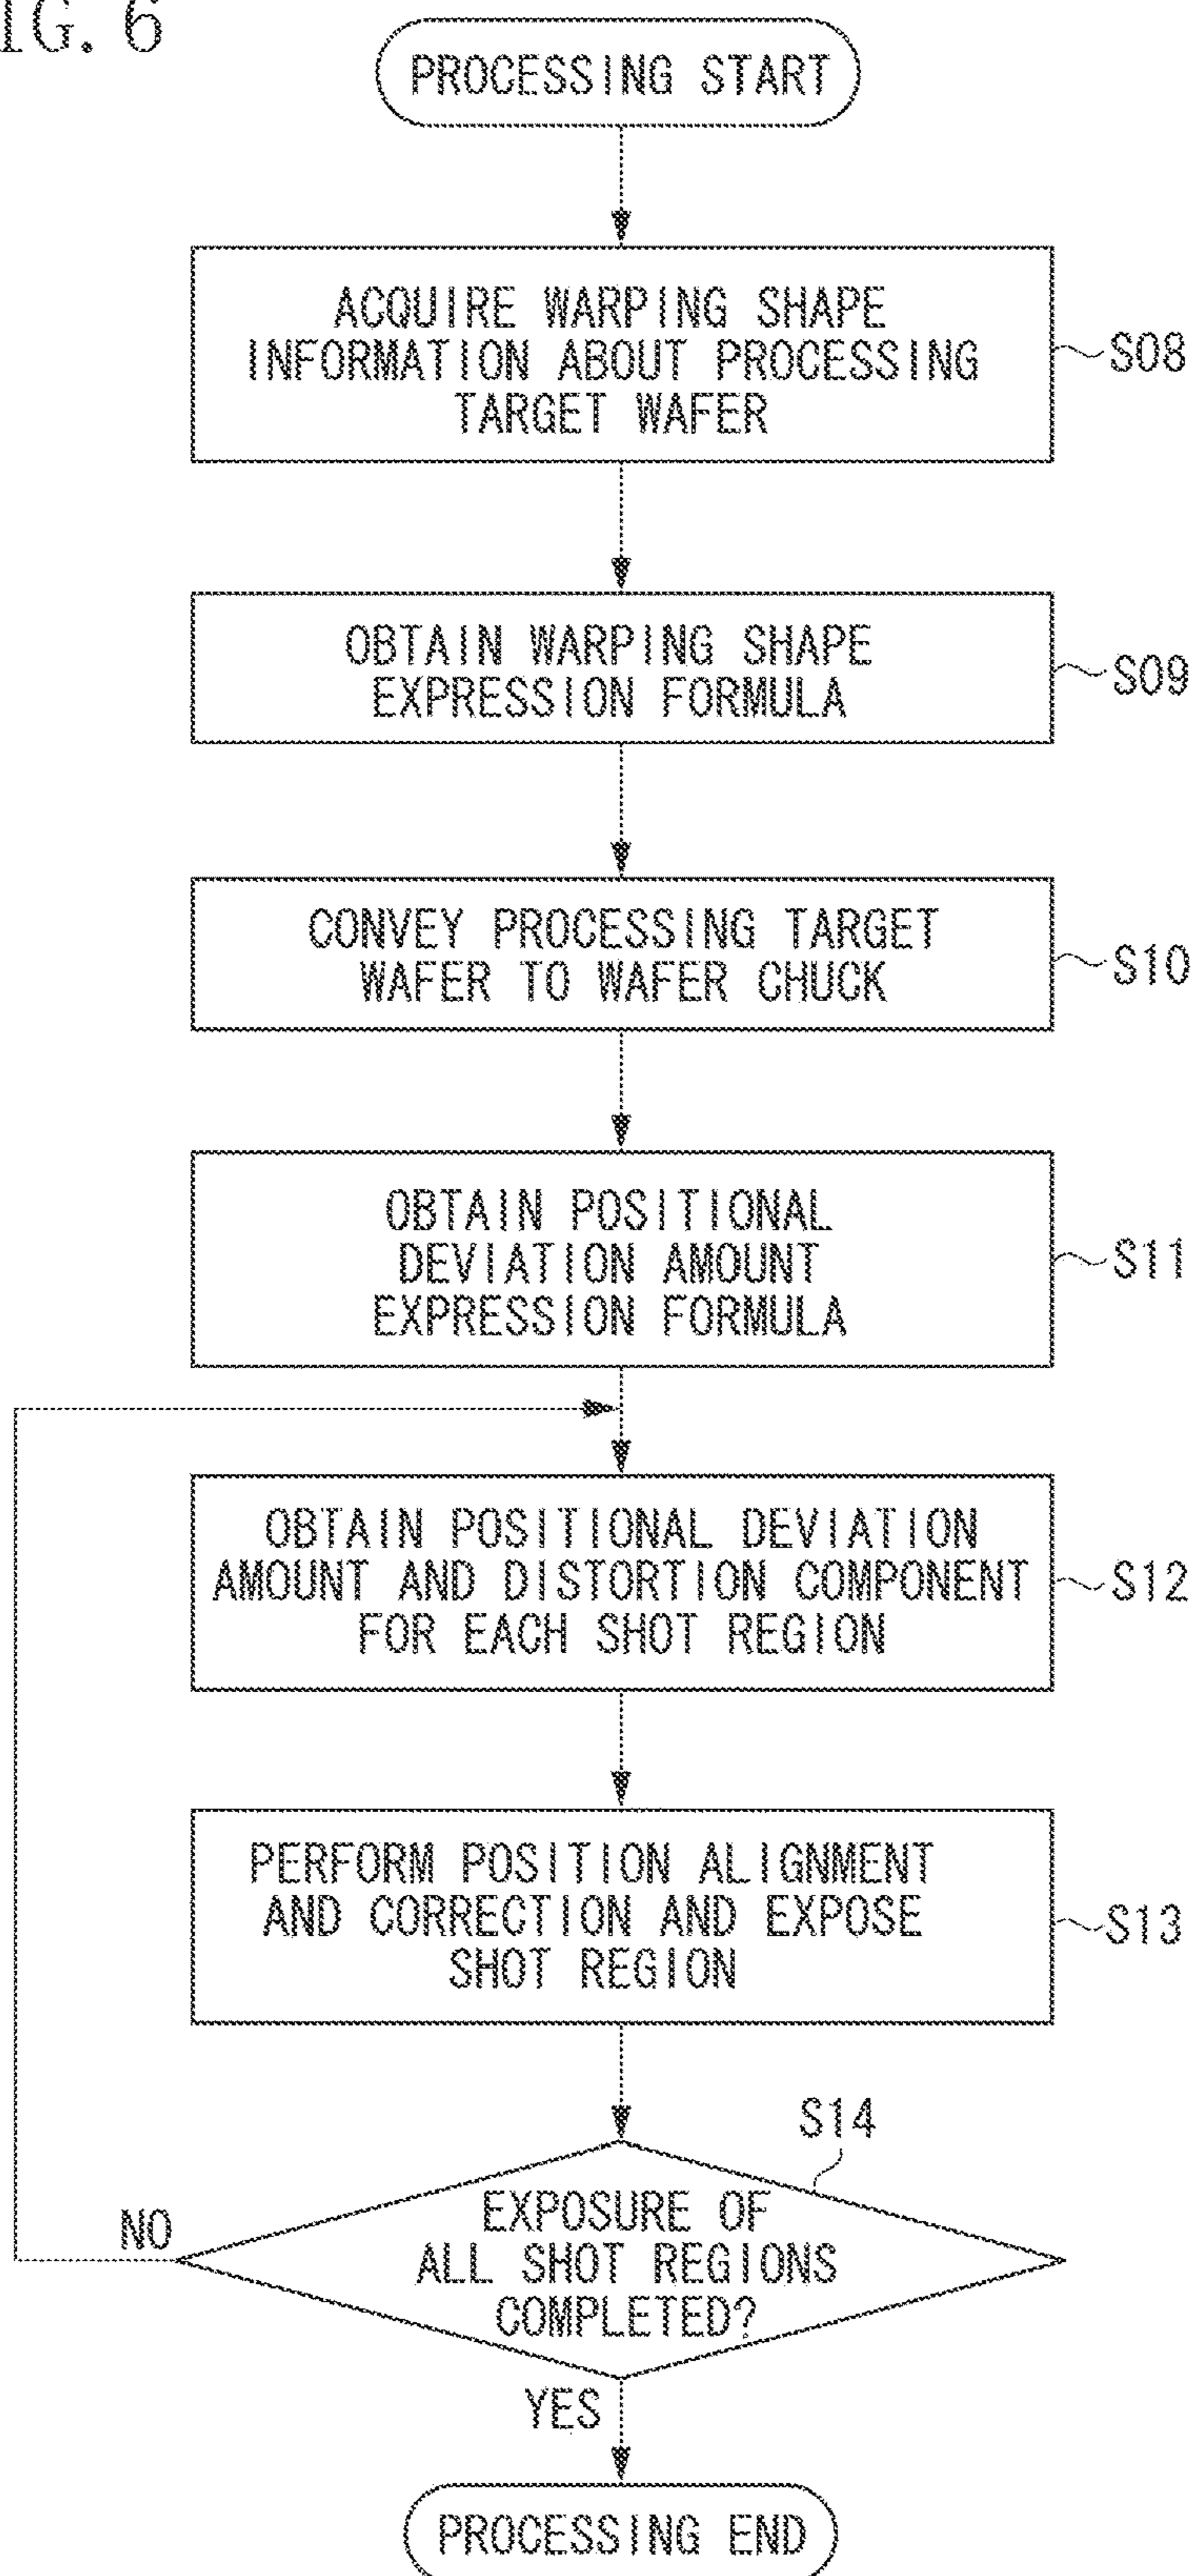 IG. 6
PROCESSING START
ACQUIRE WARPING SHAPE
INFORMATION ABOUT PROCESSING
TARGET WAFER
S08
OBTAIN WARPING SHAPE
EXPRESSION FORMULA
S09
CONVEY PROCESSING TARGET
WAFER TO WAFER CHUCK
S10
OBTAIN POSITIONAL
DEVIATION AMOUNT
EXPRESSION FORMULA
S11
OBTAIN POSITIONAL DEVIATION
AMOUNT AND DISTORTION COMPONENT
FOR EACH SHOT REGION
S12
PERFORM POSITION ALIGNMENT
AND CORRECTION AND EXPOSE
SHOT REGION
S13
S14
EXPOSURE OF
ALL SHOT REGIONS
COMPLETED?
NO
YES
PROCESSING END